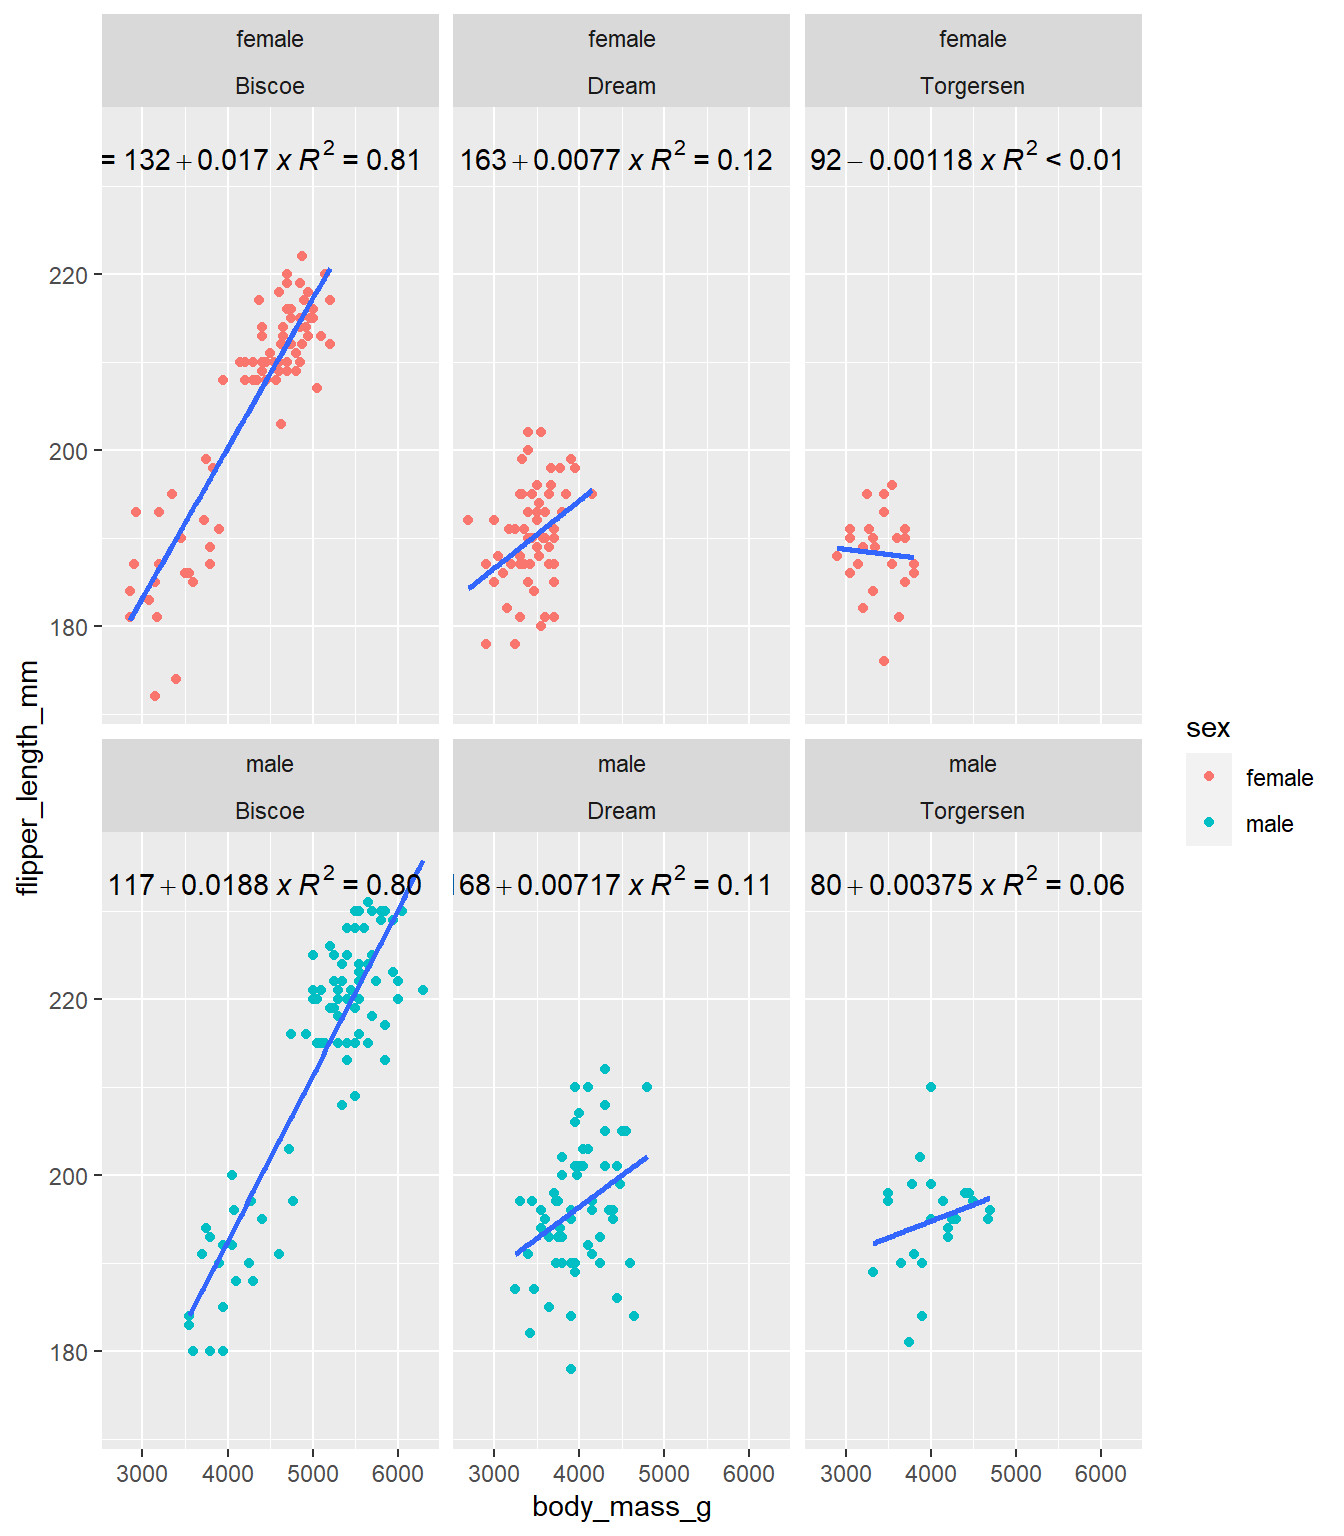 female female female
Biscoe Dream Torgersen
= 132 + 0.017 x R² = 0.81 163 + 0.0077 x R² = 0.12 92 − 0.00118 x R² < 0.01
220
200
180
flipper_length_mm
sex
female
male
male male male
Biscoe Dream Torgersen
117 + 0.0188 x R² = 0.80 168 + 0.00717 x R² = 0.11 80 + 0.00375 x R² = 0.06
220
200
180
3000 4000 5000 6000 3000 4000 5000 6000 3000 4000 5000 6000
body_mass_g